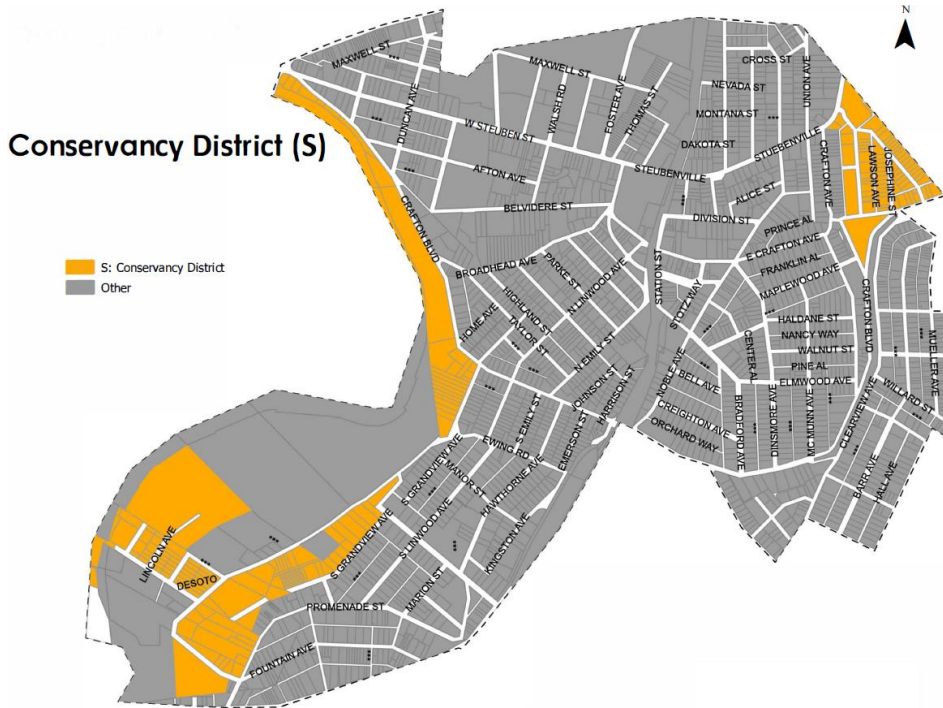 N
Conservancy District (S)
S: Conservancy District
Other
MAXWELL ST
MAXWELL ST
DUNCAN AVE
WALSH RD
FOSTER AVE
THOMAS ST
W STEUBEN ST
AFTON AVE
BELVIDERE ST
CROSS ST
UNION AVE
NEVADA ST
MONTANA ST
DAKOTA ST
STEUBENVILLE
STUEBENVILLE
ALICE ST
DIVISION ST
CRAFTON AVE
LAWSON AVE
JOSEPHINE ST
PRINCE AL
E CRAFTON AVE
FRANKLIN AL
MAPLEWOOD AVE
CRAFTON BLVD
CRAFTON BLVD
BROADHEAD AVE
PARKE ST
N LINWOOD AVE
STATION ST
STOTZ WAY
HOME AVE
HIGHLAND ST
TAYLOR ST
N EMILY ST
HALDANE ST
NANCY WAY
WALNUT ST
PINE AL
ELMWOOD AVE
CENTER AL
MUELLER AVE
WILLARD ST
JOHNSON ST
HARRISON ST
NOBLE AVE
BELL AVE
CREIGHTON AVE
ORCHARD WAY
BRADFORD AVE
DINSMORE AVE
MCMUNN AVE
CLEARVIEW AVE
BARR AVE
HALL AVE
S EMILY ST
EWING RD
EMERSON ST
S GRANDVIEW AVE
MANOR ST
HAWTHORNE AVE
S GRANDVIEW AVE
S LINWOOD AVE
KINGSTON AVE
LINCOLN AVE
DESOTO
MARION ST
PROMENADE ST
FOUNTAIN AVE